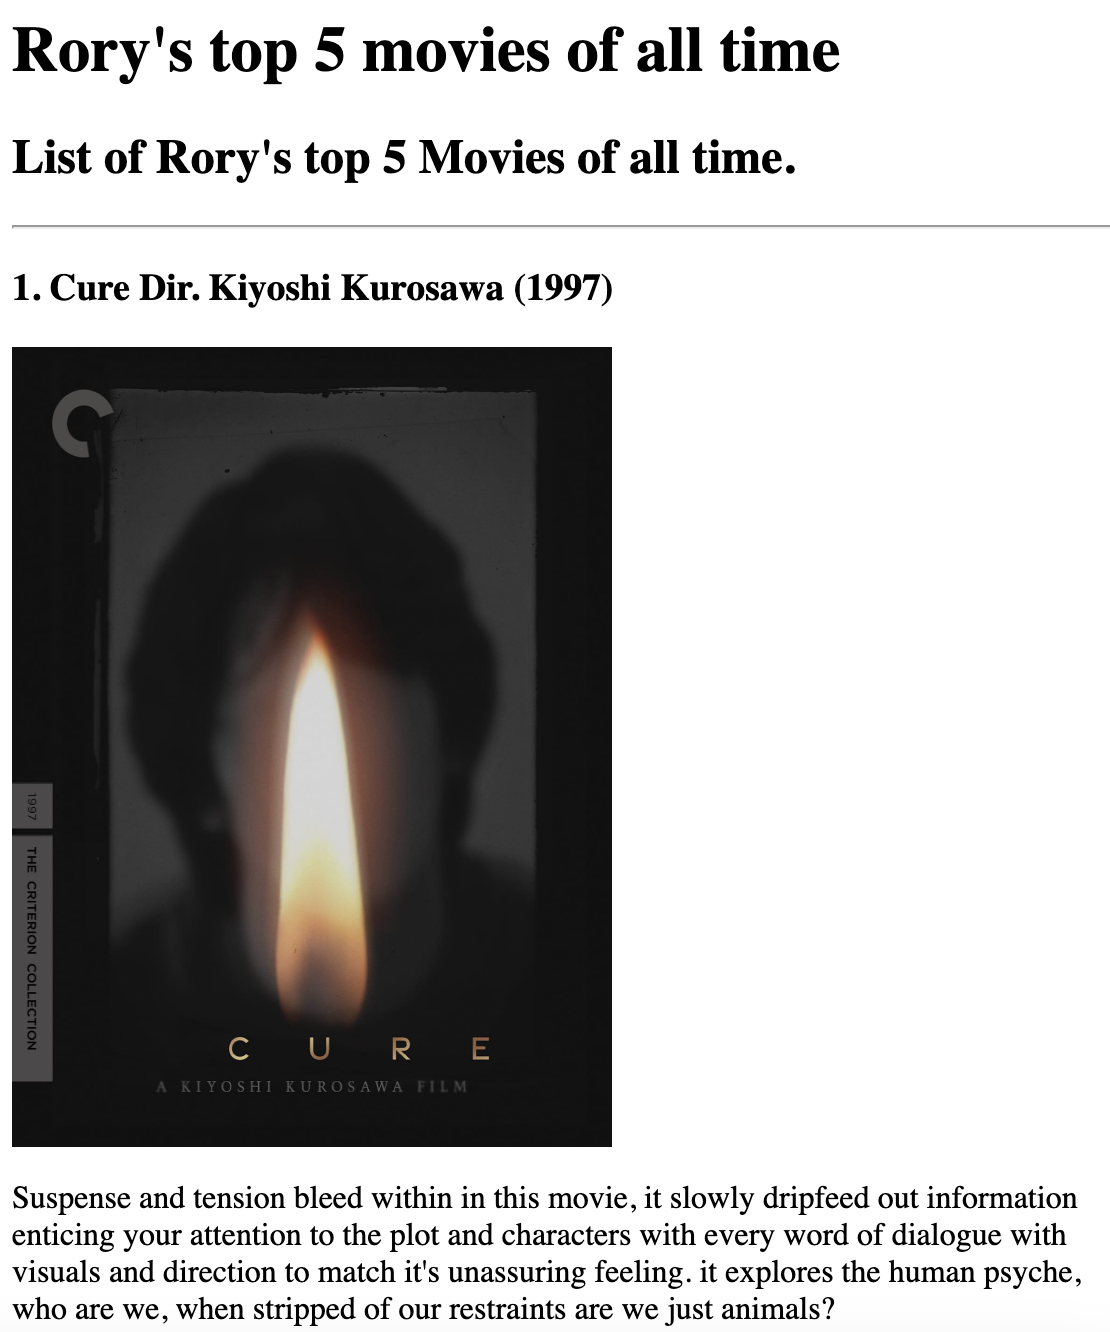 Rory's top 5 movies of all time
List of Rory's top 5 Movies of all time.
1. Cure Dir. Kiyoshi Kurosawa (1997)
1997
THE CRITERION COLLECTION
CURE
A KIYOSHI KUROSAWA FILM
Suspense and tension bleed within in this movie, it slowly dripfeed out information
enticing your attention to the plot and characters with every word of dialogue with
visuals and direction to match it's unassuring feeling. it explores the human psyche,
who are we, when stripped of our restraints are we just animals?